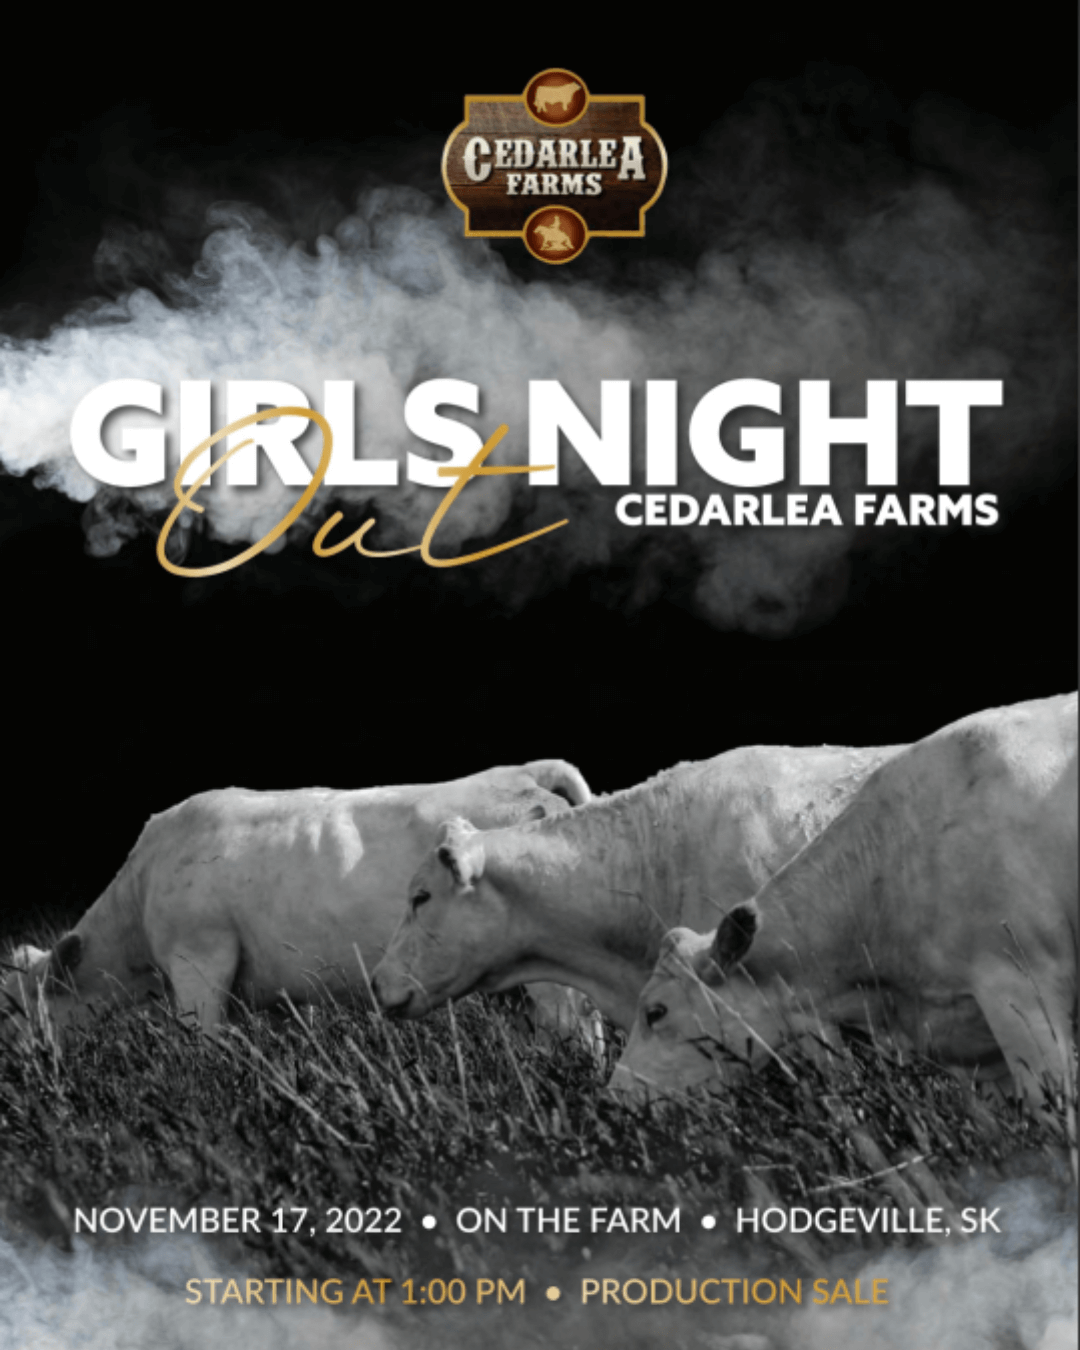 CEDARLEA
FARMS
GIRLS NIGHT
Out
CEDARLEA FARMS
NOVEMBER 17, 2022 • ON THE FARM • HODGEVILLE, SK
STARTING AT 1:00 PM • PRODUCTION SALE